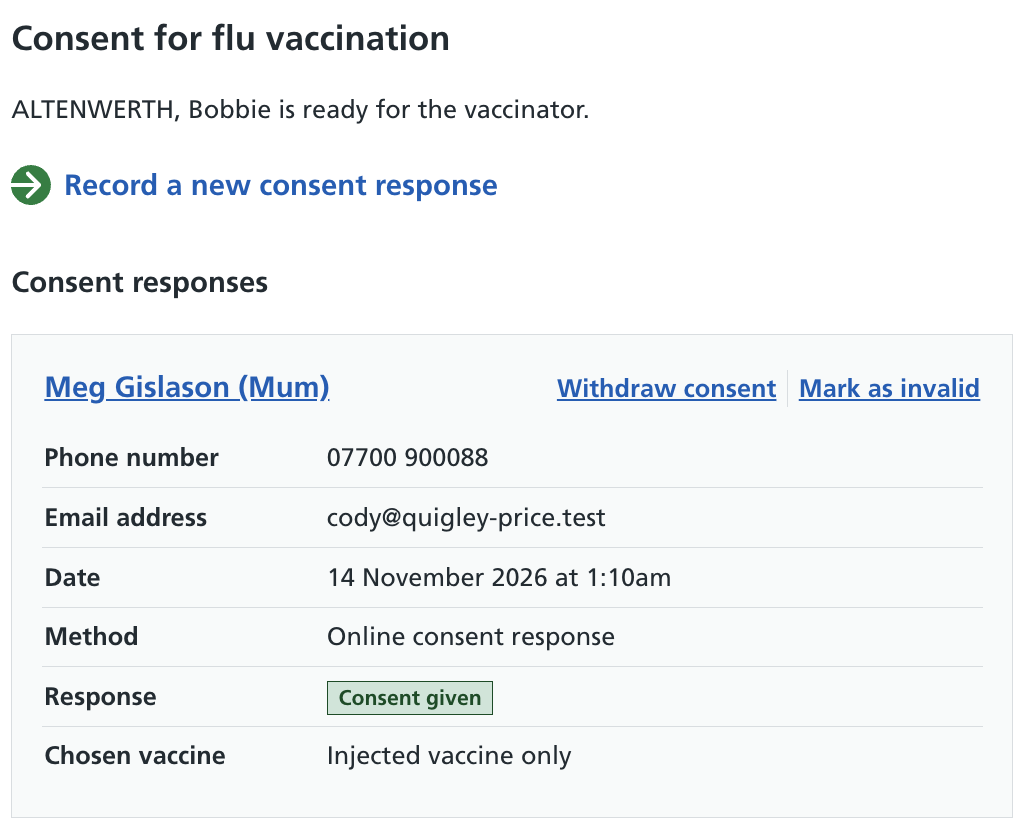 Consent for flu vaccination
ALTENWERTH, Bobbie is ready for the vaccinator.
Record a new consent response
Consent responses
Meg Gislason (Mum) Withdraw consent Mark as invalid
Phone number 07700 900088
Email address cody@quigley-price.test
Date 14 November 2026 at 1:10am
Method Online consent response
Response Consent given
Chosen vaccine Injected vaccine only